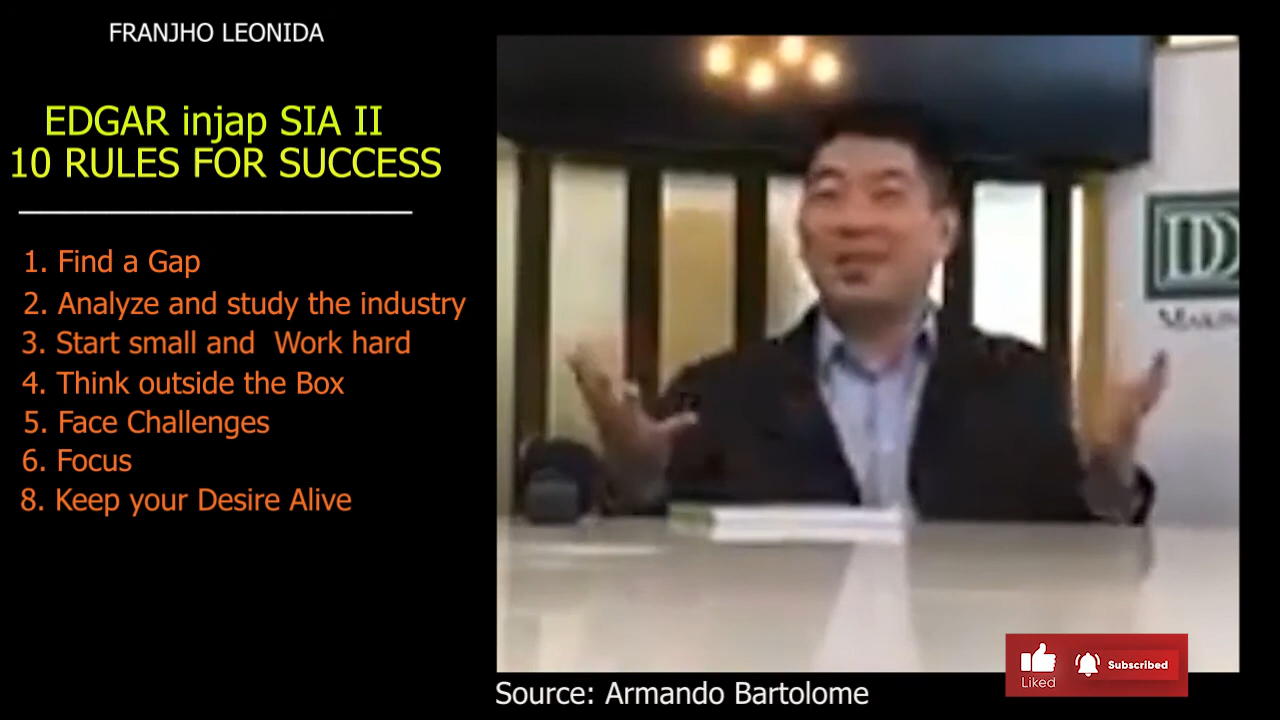 FRANJHO LEONIDA
EDGAR injap SIA II
10 RULES FOR SUCCESS
1. Find a Gap
2. Analyze and study the industry
3. Start small and  Work hard
4. Think outside the Box
5. Face Challenges
6. Focus
8. Keep your Desire Alive
Source: Armando Bartolome
Liked
Subscribed